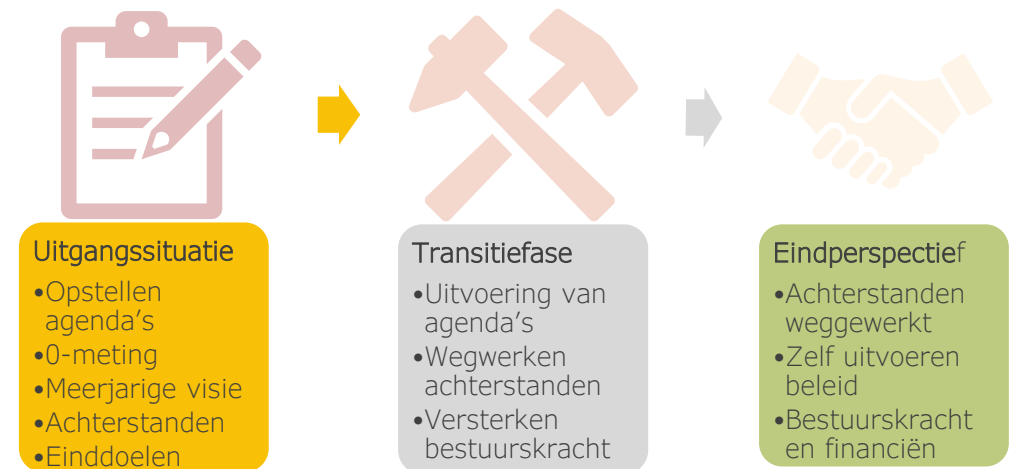 Uitgangssituatie
•Opstellen
agenda’s
•0-meting
•Meerjarige visie
•Achterstanden
•Einddoelen
Transitiefase
•Uitvoering van
agenda’s
•Wegwerken
achterstanden
•Versterken
bestuurskracht
Eindperspectief
•Achterstanden
weggewerkt
•Zelf uitvoeren
beleid
•Bestuurskracht
en financiën